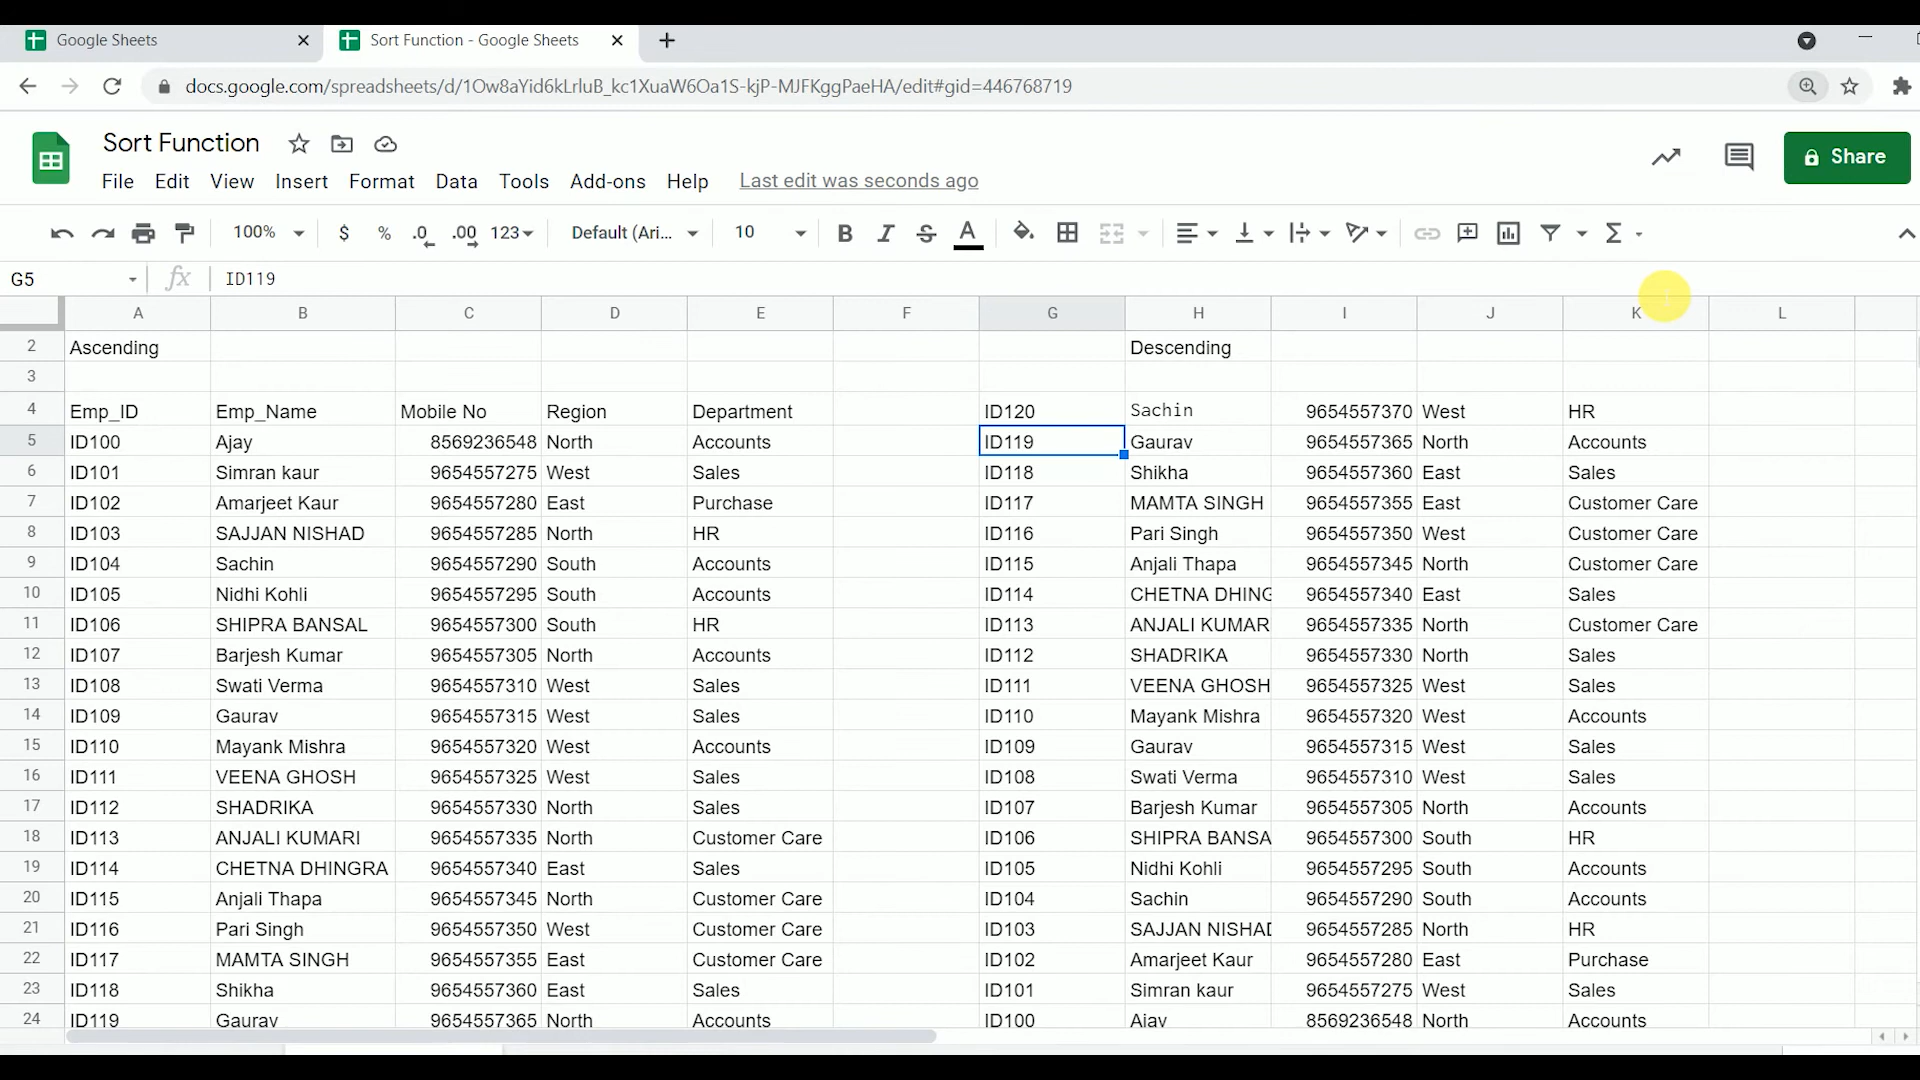 Google Sheets
Sort Function - Google Sheets
docs.google.com/spreadsheets/d/1Ow8aYid6kLrluB_kc1XuaW6Oa1S-kjP-MJFKggPaeHA/edit#gid=446768719
Sort Function
Share
File Edit View Insert Format Data Tools Add-ons Help Last edit was seconds ago
100% $ % .0 .00 123 Default (Ari... 10 B I S A Σ
G5 fx ID119
A B C D E F G H I J K L
2 Ascending Descending
3
4 Emp_ID Emp_Name Mobile No Region Department ID120 Sachin 9654557370 West HR
5 ID100 Ajay 8569236548 North Accounts ID119 Gaurav 9654557365 North Accounts
6 ID101 Simran kaur 9654557275 West Sales ID118 Shikha 9654557360 East Sales
7 ID102 Amarjeet Kaur 9654557280 East Purchase ID117 MAMTA SINGH 9654557355 East Customer Care
8 ID103 SAJJAN NISHAD 9654557285 North HR ID116 Pari Singh 9654557350 West Customer Care
9 ID104 Sachin 9654557290 South Accounts ID115 Anjali Thapa 9654557345 North Customer Care
10 ID105 Nidhi Kohli 9654557295 South Accounts ID114 CHETNA DHING 9654557340 East Sales
11 ID106 SHIPRA BANSAL 9654557300 South HR ID113 ANJALI KUMAR 9654557335 North Customer Care
12 ID107 Barjesh Kumar 9654557305 North Accounts ID112 SHADRIKA 9654557330 North Sales
13 ID108 Swati Verma 9654557310 West Sales ID111 VEENA GHOSH 9654557325 West Sales
14 ID109 Gaurav 9654557315 West Sales ID110 Mayank Mishra 9654557320 West Accounts
15 ID110 Mayank Mishra 9654557320 West Accounts ID109 Gaurav 9654557315 West Sales
16 ID111 VEENA GHOSH 9654557325 West Sales ID108 Swati Verma 9654557310 West Sales
17 ID112 SHADRIKA 9654557330 North Sales ID107 Barjesh Kumar 9654557305 North Accounts
18 ID113 ANJALI KUMARI 9654557335 North Customer Care ID106 SHIPRA BANSA 9654557300 South HR
19 ID114 CHETNA DHINGRA 9654557340 East Sales ID105 Nidhi Kohli 9654557295 South Accounts
20 ID115 Anjali Thapa 9654557345 North Customer Care ID104 Sachin 9654557290 South Accounts
21 ID116 Pari Singh 9654557350 West Customer Care ID103 SAJJAN NISHAD 9654557285 North HR
22 ID117 MAMTA SINGH 9654557355 East Customer Care ID102 Amarjeet Kaur 9654557280 East Purchase
23 ID118 Shikha 9654557360 East Sales ID101 Simran kaur 9654557275 West Sales
24 ID119 Gaurav 9654557365 North Accounts ID100 Ajay 8569236548 North Accounts